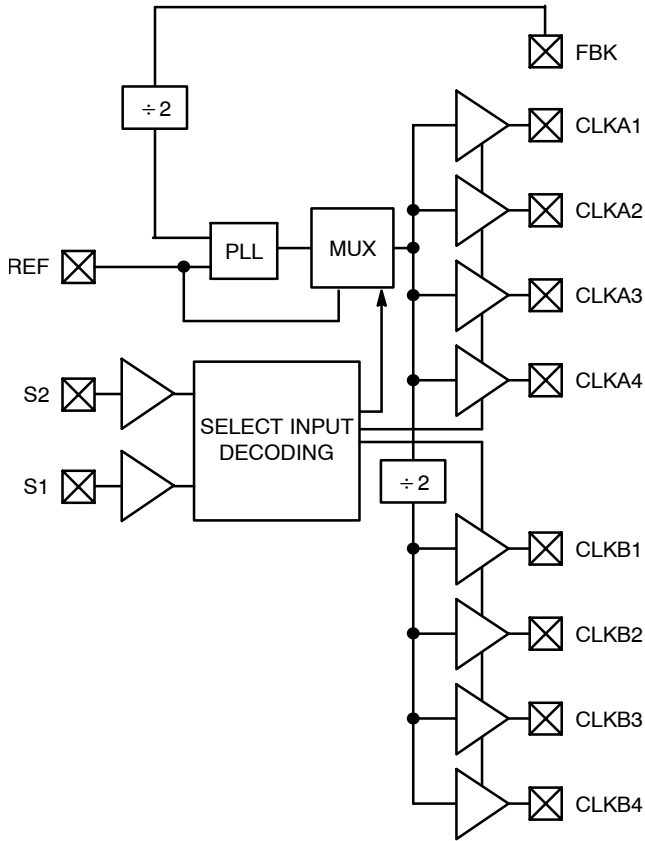 FBK
÷2
CLKA1
CLKA2
PLL
MUX
REF
CLKA3
CLKA4
S2
SELECT INPUT
DECODING
S1
÷2
CLKB1
CLKB2
CLKB3
CLKB4